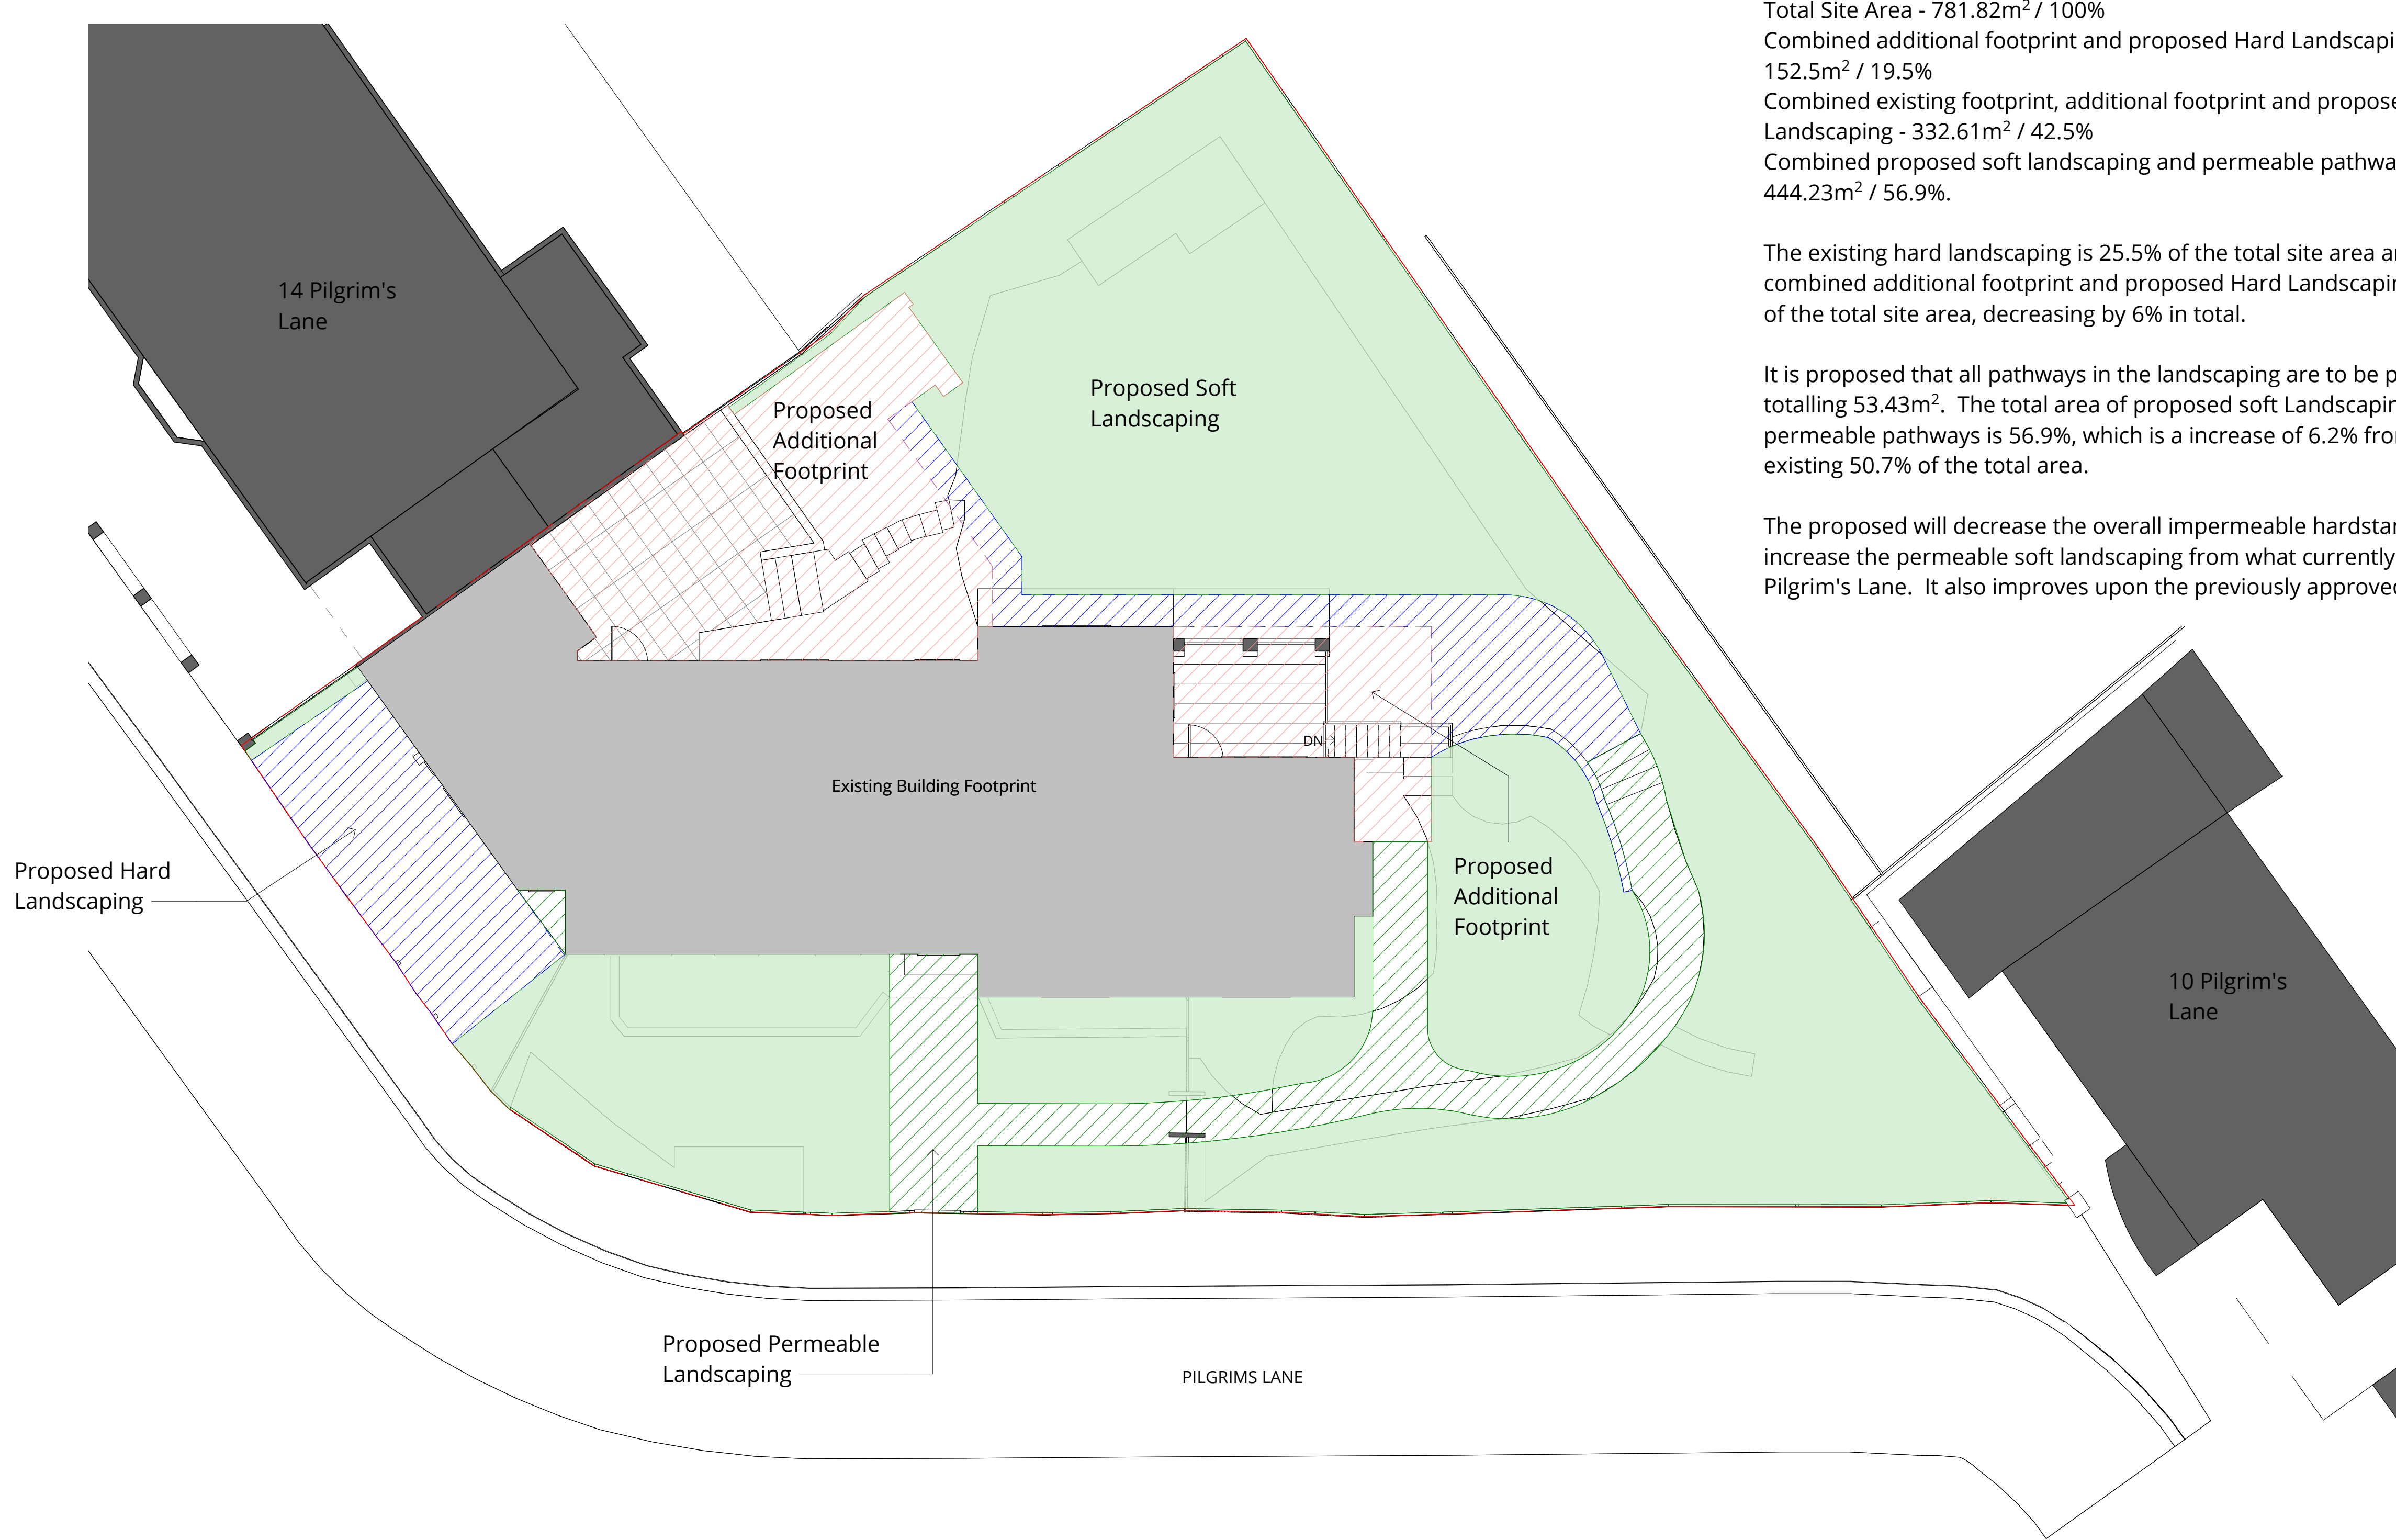 Total Site Area - 781.82m² / 100%
Combined additional footprint and proposed Hard
152.5m² / 19.5%
Combined existing footprint, additional footprint and
Landscaping - 332.61m² / 42.5%
Combined proposed soft landscaping and permeable
444.23m² / 56.9%.
The existing hard landscaping is 25.5% of the total site area
combined additional footprint and proposed Hard
of the total site area, decreasing by 6% in total.
It is proposed that all pathways in the landscaping are to be
totalling 53.43m². The total area of proposed soft
permeable pathways is 56.9%, which is a increase of 6.2%
existing 50.7% of the total area.
The proposed will decrease the overall impermeable
increase the permeable soft landscaping from what currently
Pilgrim's Lane. It also improves upon the previously
14 Pilgrim's
Lane
Proposed
Additional
Footprint
Proposed Soft
Landscaping
DN
Existing Building Footprint
Proposed Hard
Landscaping
Proposed
Additional
Footprint
10 Pilgrim's
Lane
Proposed Permeable
Landscaping
PILGRIMS LANE